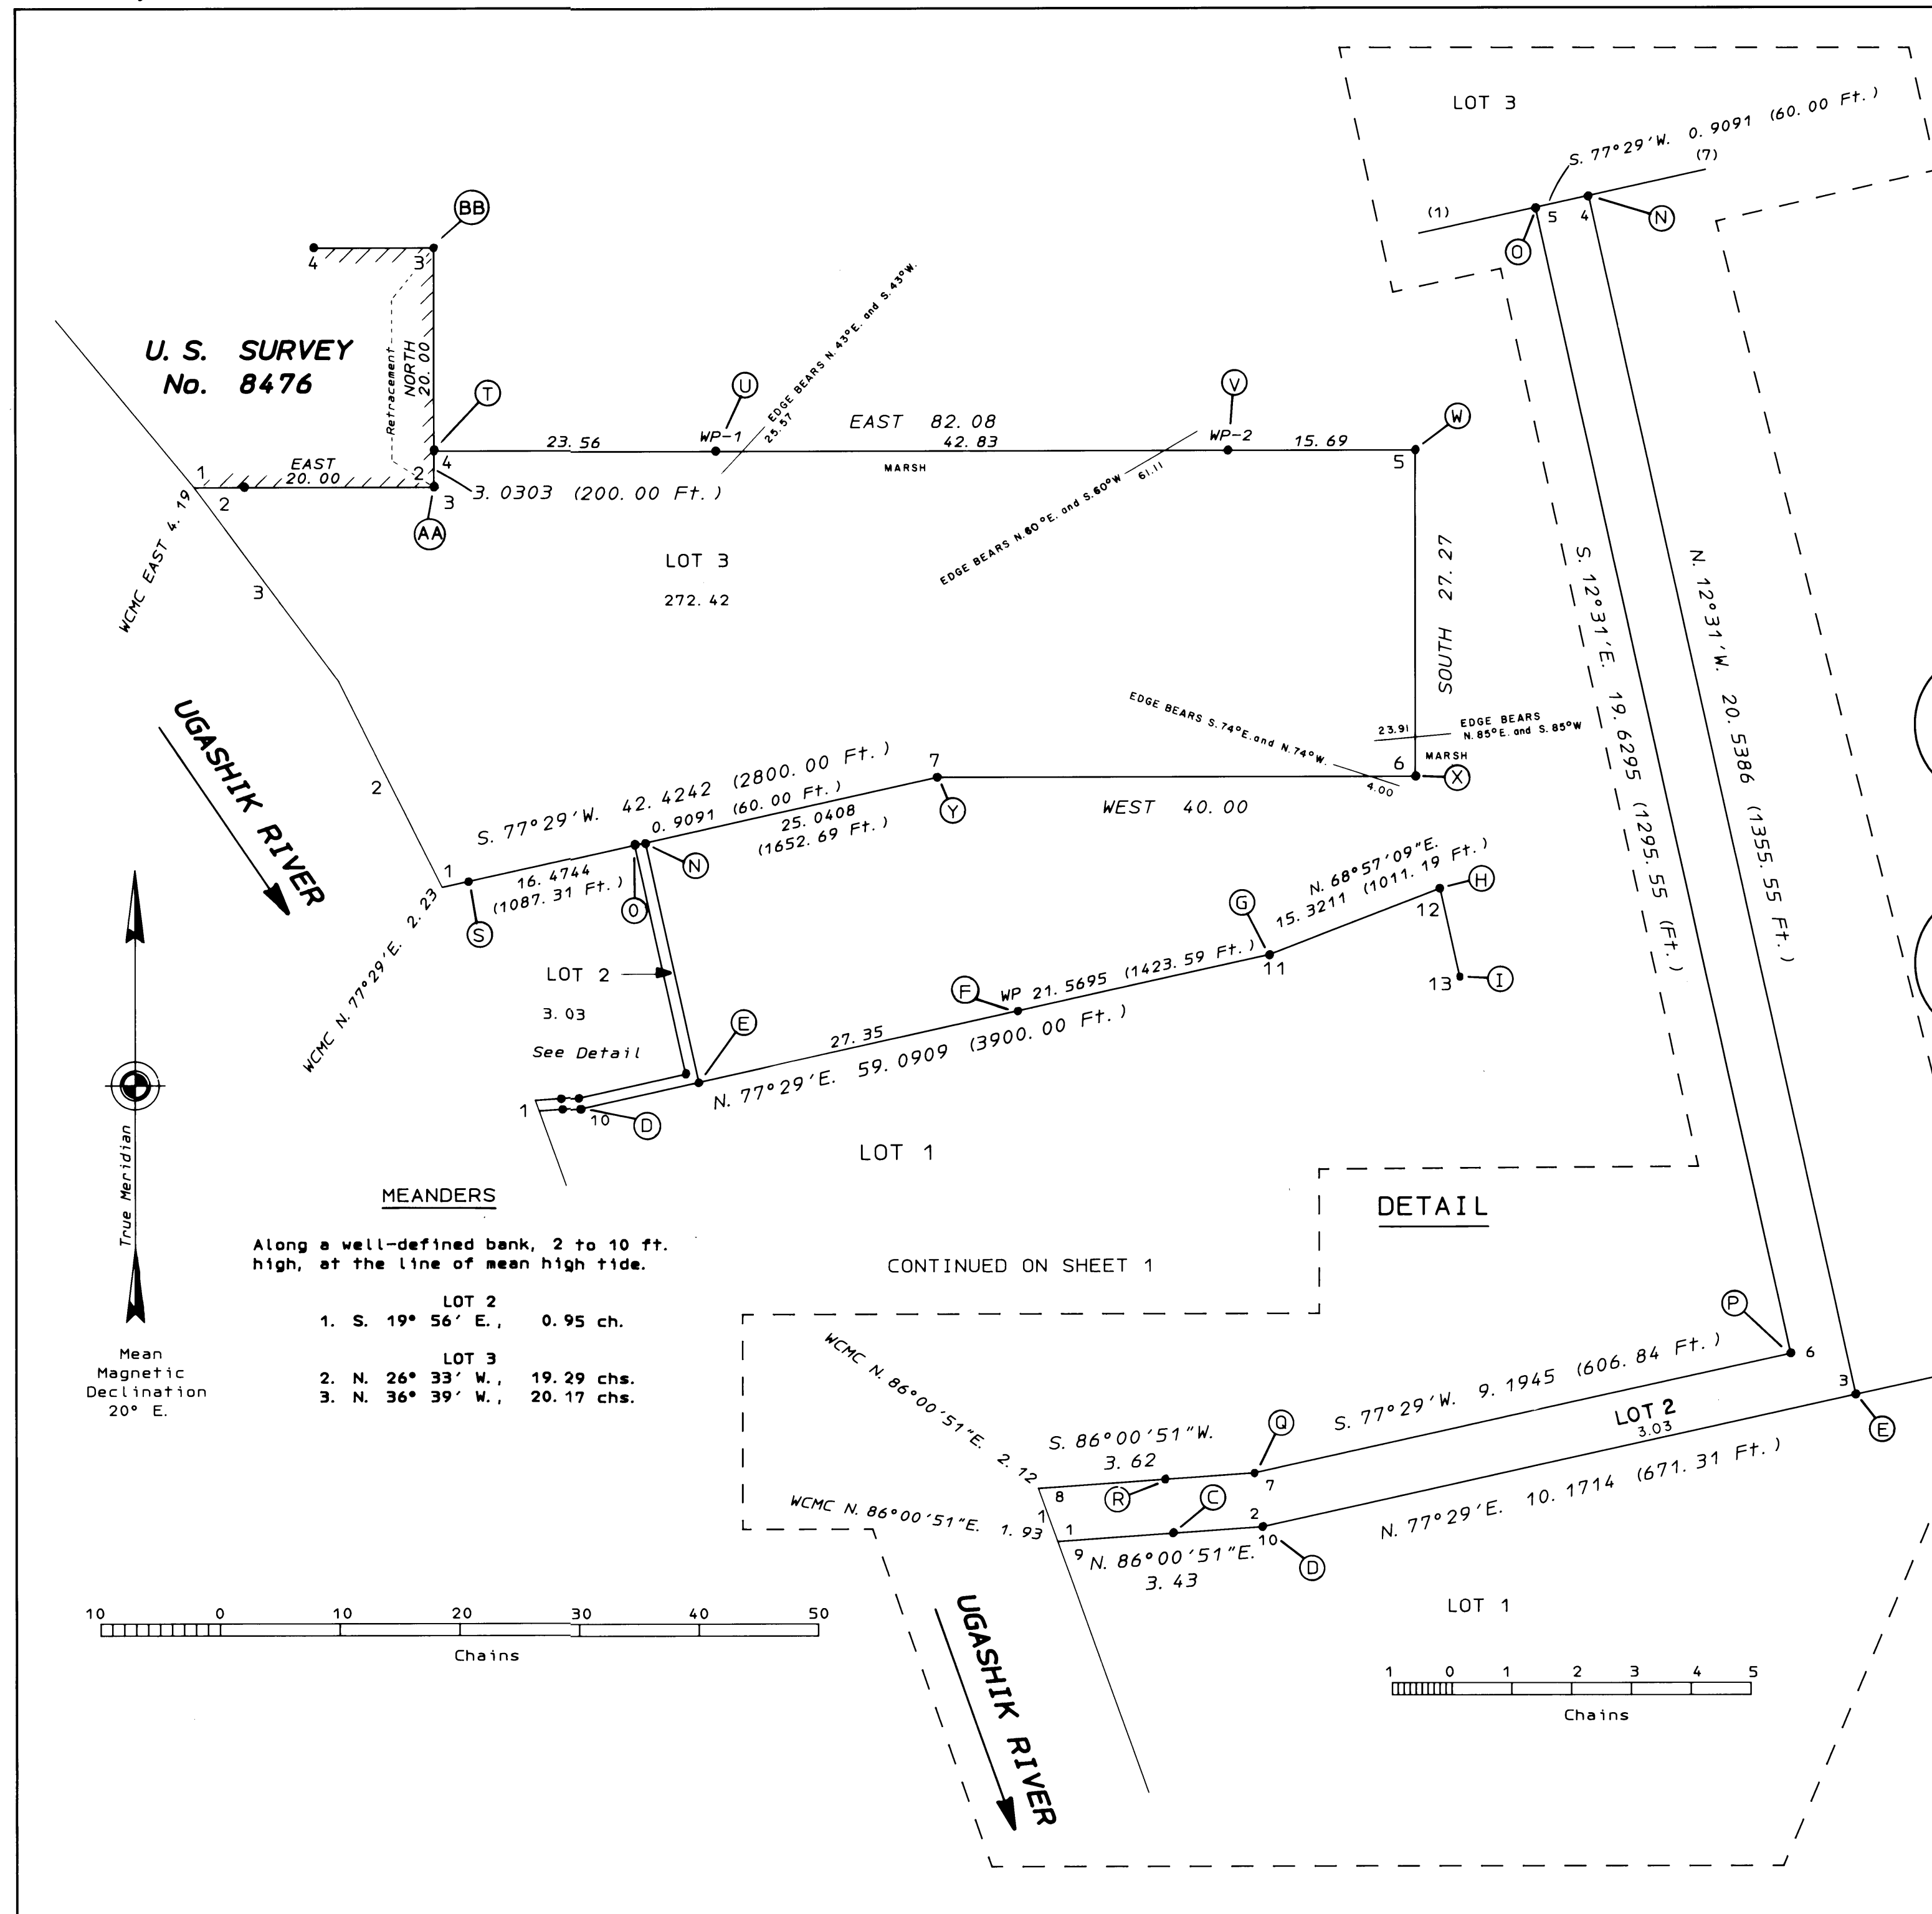 LOT 3
S. 77°29'W. 0.9091 (60.00 Ft.)
(7)
(1)
5
4
N
O
BB
4
3
U. S. SURVEY
No. 8476
Retracement
NORTH
20.00
T
U
V
W
EDGE BEARS N.43°E. and S.43°W.
25.57
EAST 82.08
23.56
WP-1
42.83
WP-2
15.69
MARSH
4
5
1
EAST
20.00
2
2
3
3.0303 (200.00 Ft.)
AA
WCMC EAST 4.19
EDGE BEARS N.60°E. and S.60°W
61.11
LOT 3
272.42
3
2
SOUTH 27.27
S. 12°31'E. 19.6295 (1295.55 (Ft.)
N. 12°31'W. 20.5386 (1355.55 Ft.)
UGASHIK RIVER
EDGE BEARS S.74°E.and N.74°W.
4.00
23.91
EDGE BEARS
N.85°E. and S.85°W
MARSH
6
X
7
Y
WEST 40.00
S. 77°29'W. 42.4242 (2800.00 Ft.)
0.9091 (60.00 Ft.)
25.0408
(1652.69 Ft.)
N
1
16.4744
(1087.31 Ft.)
S
O
WCMC N. 77°29'E. 2.23
N. 68°57'09"E.
15.3211 (1011.19 Ft.)
G
H
12
11
13
I
LOT 2
3.03
See Detail
E
F
WP 21.5695 (1423.59 Ft.)
27.35
N. 77°29'E. 59.0909 (3900.00 Ft.)
1
10
D
LOT 1
True Meridian
Mean
Magnetic
Declination
20° E.
MEANDERS
Along a well-defined bank, 2 to 10 ft.
high, at the line of mean high tide.
LOT 2
1. S. 19° 56' E., 0.95 ch.
LOT 3
2. N. 26° 33' W., 19.29 chs.
3. N. 36° 39' W., 20.17 chs.
CONTINUED ON SHEET 1
DETAIL
P
6
3
E
WCMC N. 86°00'51"E. 2.12
S. 86°00'51"W.
3.62
Q
S. 77°29'W. 9.1945 (606.84 Ft.)
LOT 2
3.03
8
R
C
7
WCMC N. 86°00'51"E. 1.93
1
1
2
9
N. 86°00'51"E.
3.43
10
D
N. 77°29'E. 10.1714 (671.31 Ft.)
LOT 1
UGASHIK RIVER
10 0 10 20 30 40 50
Chains
1 0 1 2 3 4 5
Chains